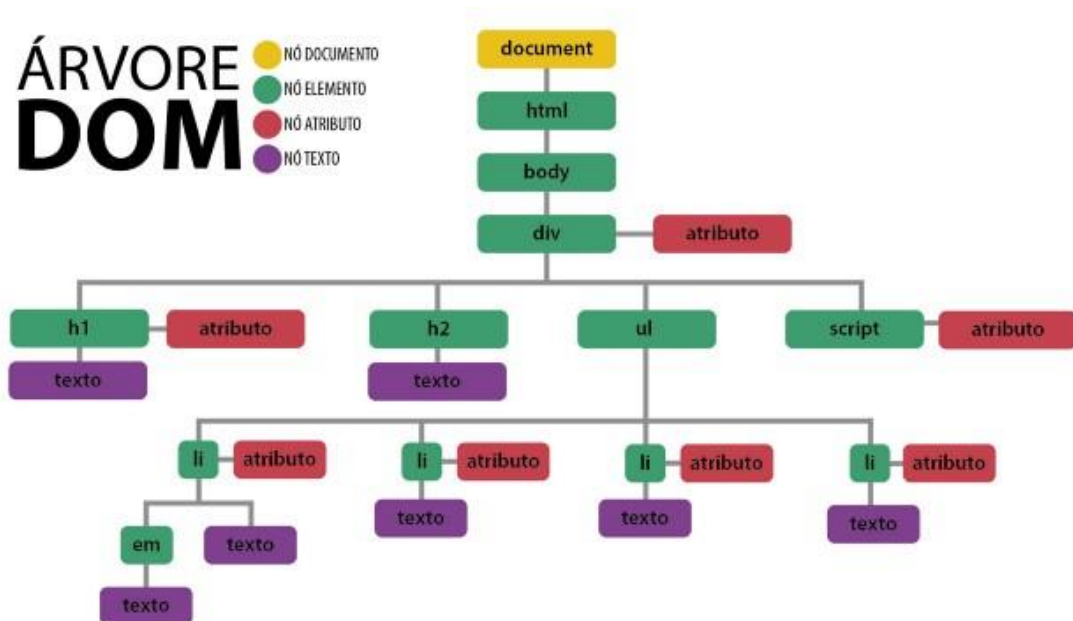 ÁRVORE
DOM
NÓ DOCUMENTO
NÓ ELEMENTO
NÓ ATRIBUTO
NÓ TEXTO
document
html
body
div
atributo
h1
atributo
h2
ul
script
atributo
texto
texto
li
atributo
li
atributo
li
atributo
li
atributo
em
texto
texto
texto
texto
texto